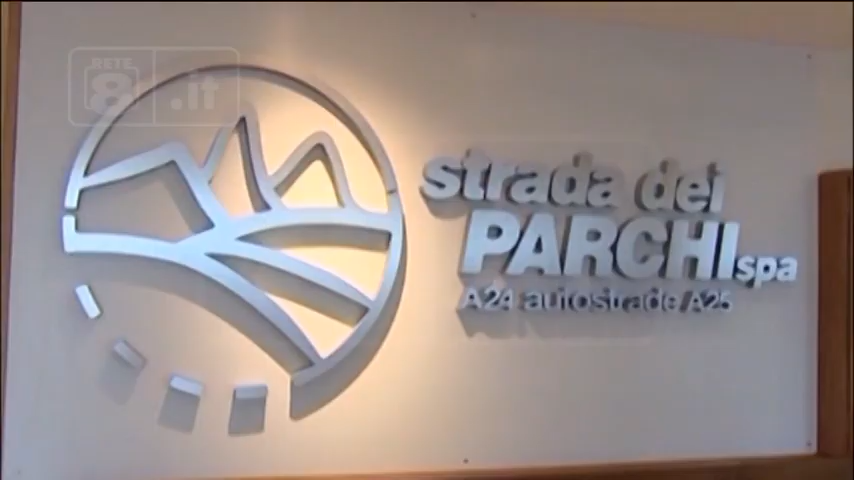 RETE
8 .it
strada dei
PARCHI spa
A24 autostrade A25